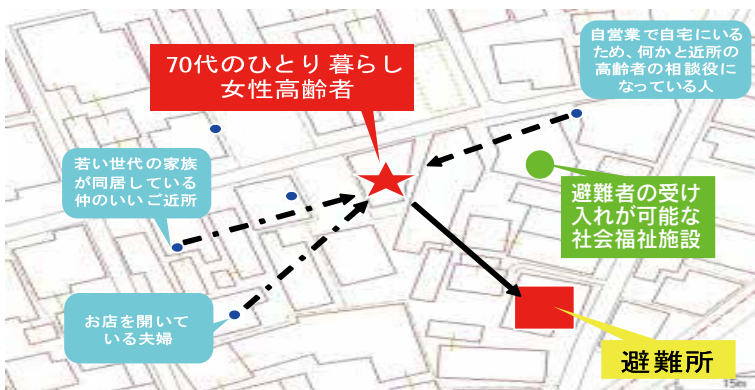 自営業で自宅にいる
ため、何かと近所の
高齢者の相談役に
なっている人
70代のひとり暮らし
女性高齢者
若い世代の家族
が同居している
仲のいいご近所
避難者の受け
入れが可能な
社会福祉施設
お店を開いて
いる夫婦
避難所
15m